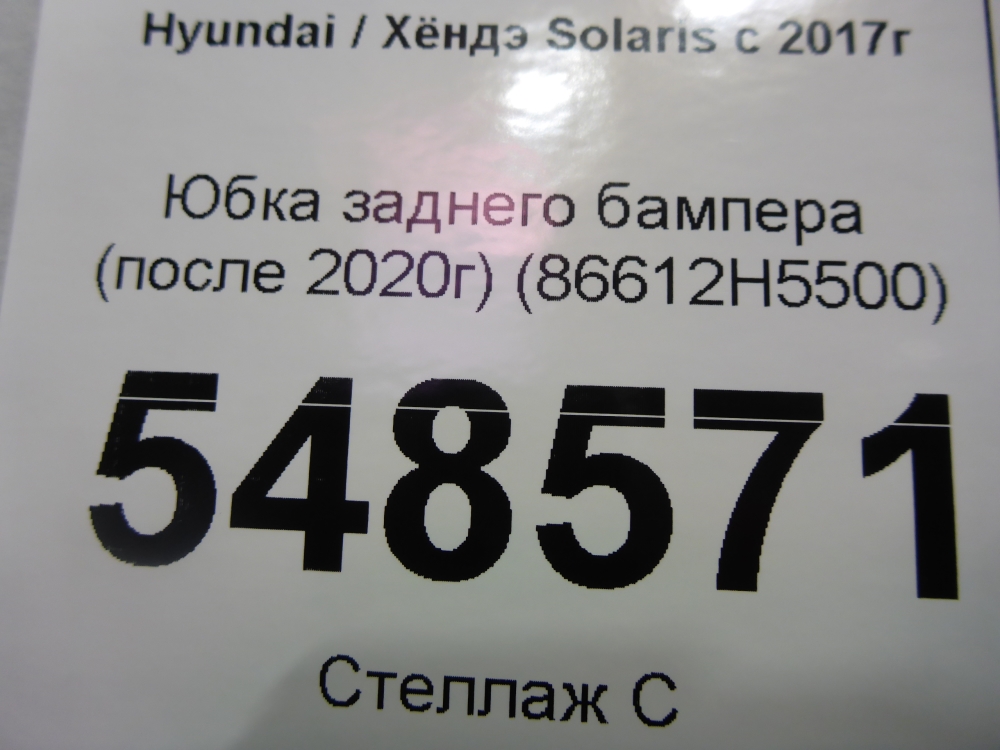 Hyundai / Хёндэ Solaris с 2017г
Юбка заднего бампера
(после 2020г) (86612H5500)
548571
Стеллаж С